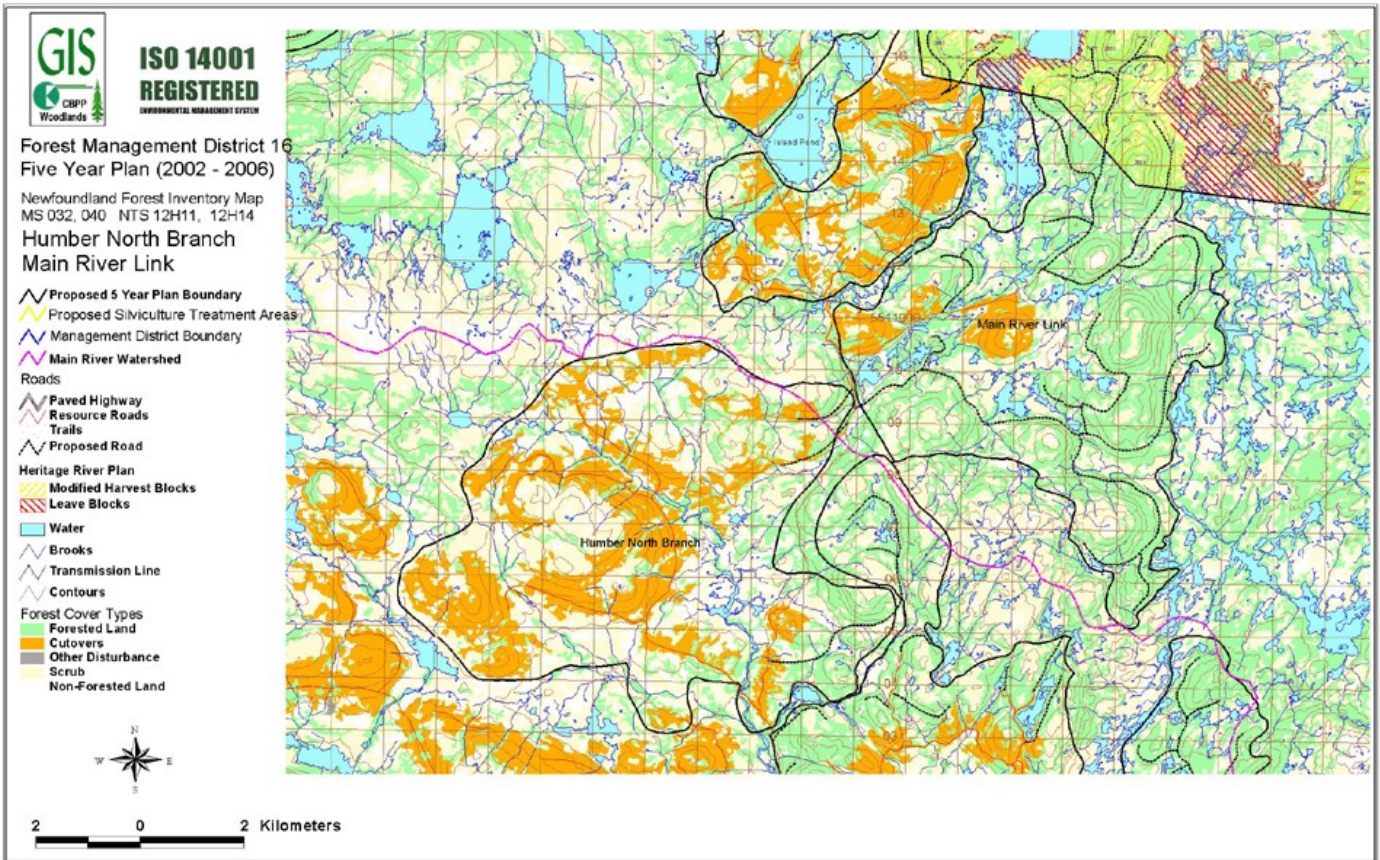 GIS
CBPP
Woodlands
ISO 14001
REGISTERED
ENVIRONMENTAL MANAGEMENT SYSTEM
Forest Management District 16
Five Year Plan (2002 - 2006)
Newfoundland Forest Inventory Map
MS 032, 040 NTS 12H11, 12H14
Humber North Branch
Main River Link
Proposed 5 Year Plan Boundary
Proposed Silviculture Treatment Areas
Management District Boundary
Main River Watershed
Roads
Paved Highway
Resource Roads
Trails
Proposed Road
Heritage River Plan
Modified Harvest Blocks
Leave Blocks
Water
Brooks
Transmission Line
Contours
Forest Cover Types
Forested Land
Cutovers
Other Disturbance
Scrub
Non-Forested Land
N
W E
S
2 0 2 Kilometers
Island Pond
14
Main River Link
09
Humber North Branch
04